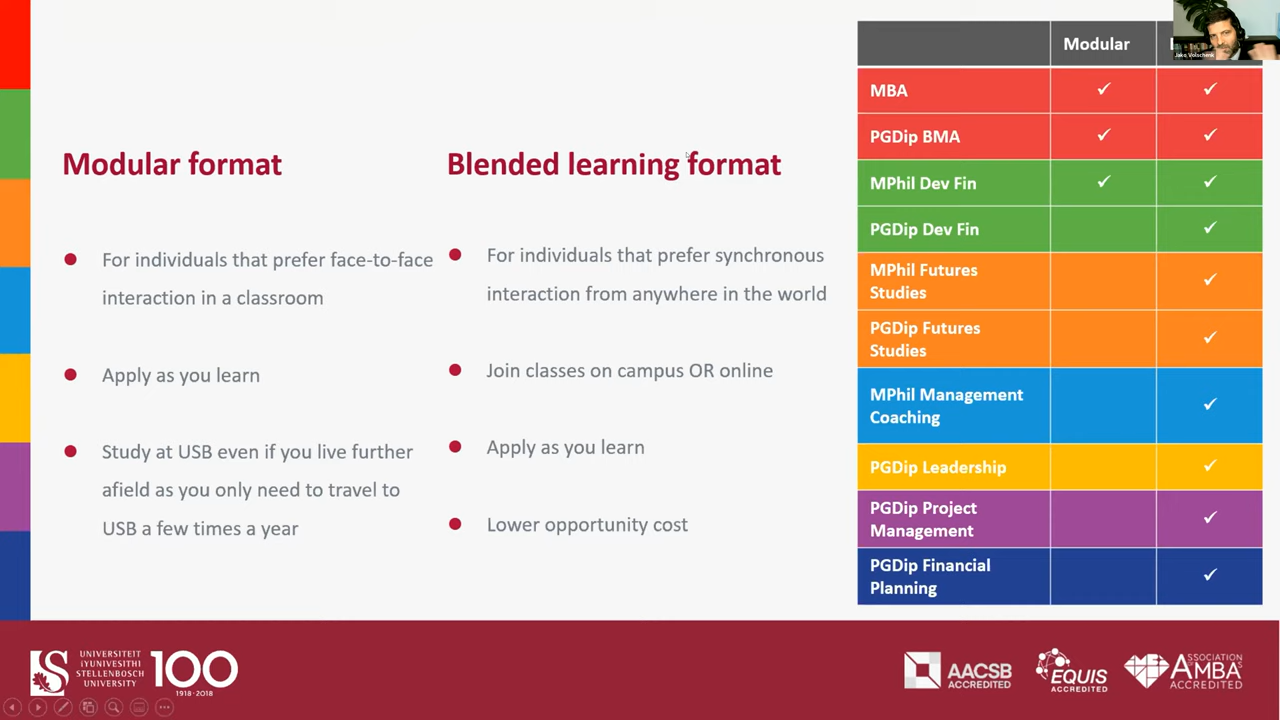 Modular format
For individuals that prefer face-to-face
interaction in a classroom
Apply as you learn
Study at USB even if you live further
afield as you only need to travel to
USB a few times a year
Blended learning format
For individuals that prefer synchronous
interaction from anywhere in the world
Join classes on campus OR online
Apply as you learn
Lower opportunity cost
Modular
MBA ✓ ✓
PGDip BMA ✓ ✓
MPhil Dev Fin ✓ ✓
PGDip Dev Fin ✓
MPhil Futures
Studies ✓
PGDip Futures
Studies ✓
MPhil Management
Coaching ✓
PGDip Leadership ✓
PGDip Project
Management ✓
PGDip Financial
Planning ✓
Jako Volschenk
UNIVERSITEIT
iYUNIVESITHI
STELLENBOSCH
UNIVERSITY
100
1918·2018
AACSB
ACCREDITED
EQUIS
ACCREDITED
ASSOCIATION
AMBA
ACCREDITED